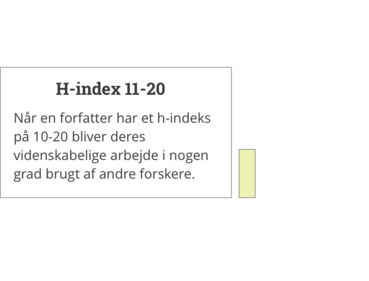 H-index 11-20
Når en forfatter har et h-indeks
på 10-20 bliver deres
videnskabelige arbejde i nogen
grad brugt af andre forskere.